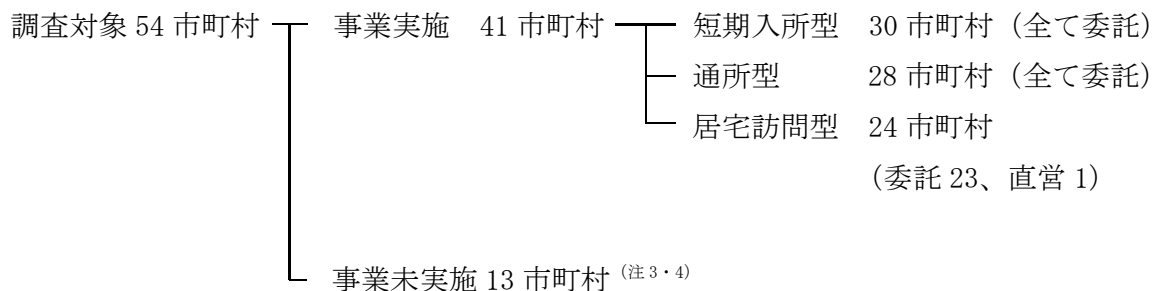 調査対象 54 市町村 事業実施 41 市町村 短期入所型 30 市町村（全て委託）
通所型 28 市町村（全て委託）
居宅訪問型 24 市町村
（委託 23、直営 1）
事業未実施 13 市町村（注3・4）